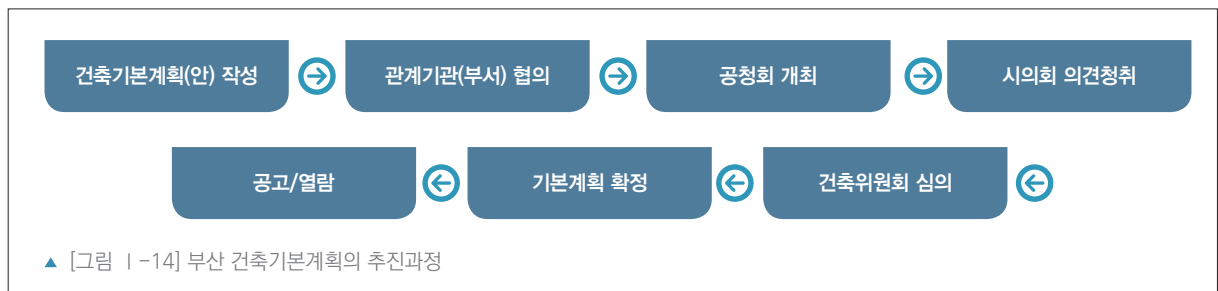 건축기본계획(안) 작성
관계기관(부서) 협의
공청회 개최
시의회 의견청취
건축위원회 심의
기본계획 확정
공고/열람
▲ [그림 Ⅰ-14] 부산 건축기본계획의 추진과정